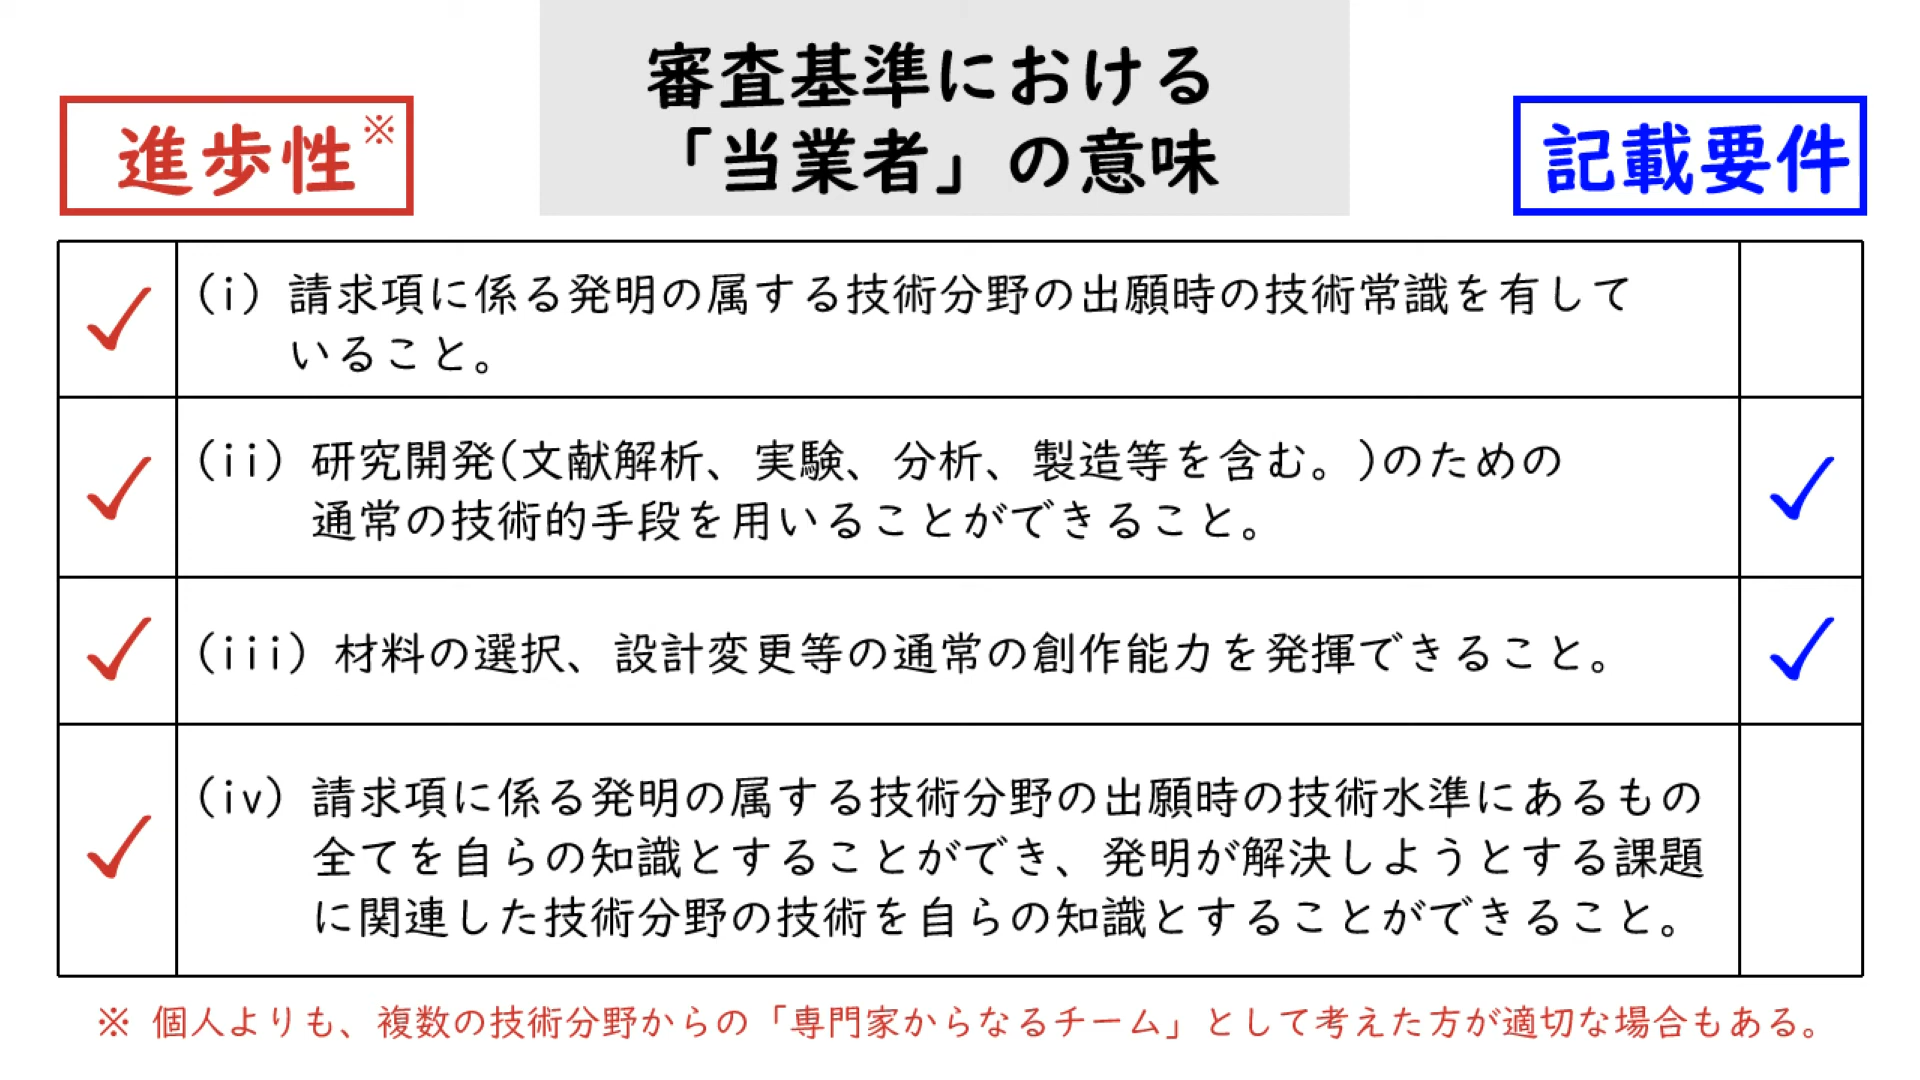 審査基準における
「当業者」の意味
進歩性※
記載要件
✓
(i) 請求項に係る発明の属する技術分野の出願時の技術常識を有して
いること。
✓
(ii) 研究開発(文献解析、実験、分析、製造等を含む。)のための
通常の技術的手段を用いることができること。
✓
✓
(iii) 材料の選択、設計変更等の通常の創作能力を発揮できること。
✓
✓
(iv) 請求項に係る発明の属する技術分野の出願時の技術水準にあるもの
全てを自らの知識とすることができ、発明が解決しようとする課題
に関連した技術分野の技術を自らの知識とすることができること。
※ 個人よりも、複数の技術分野からの「専門家からなるチーム」として考えた方が適切な場合もある。